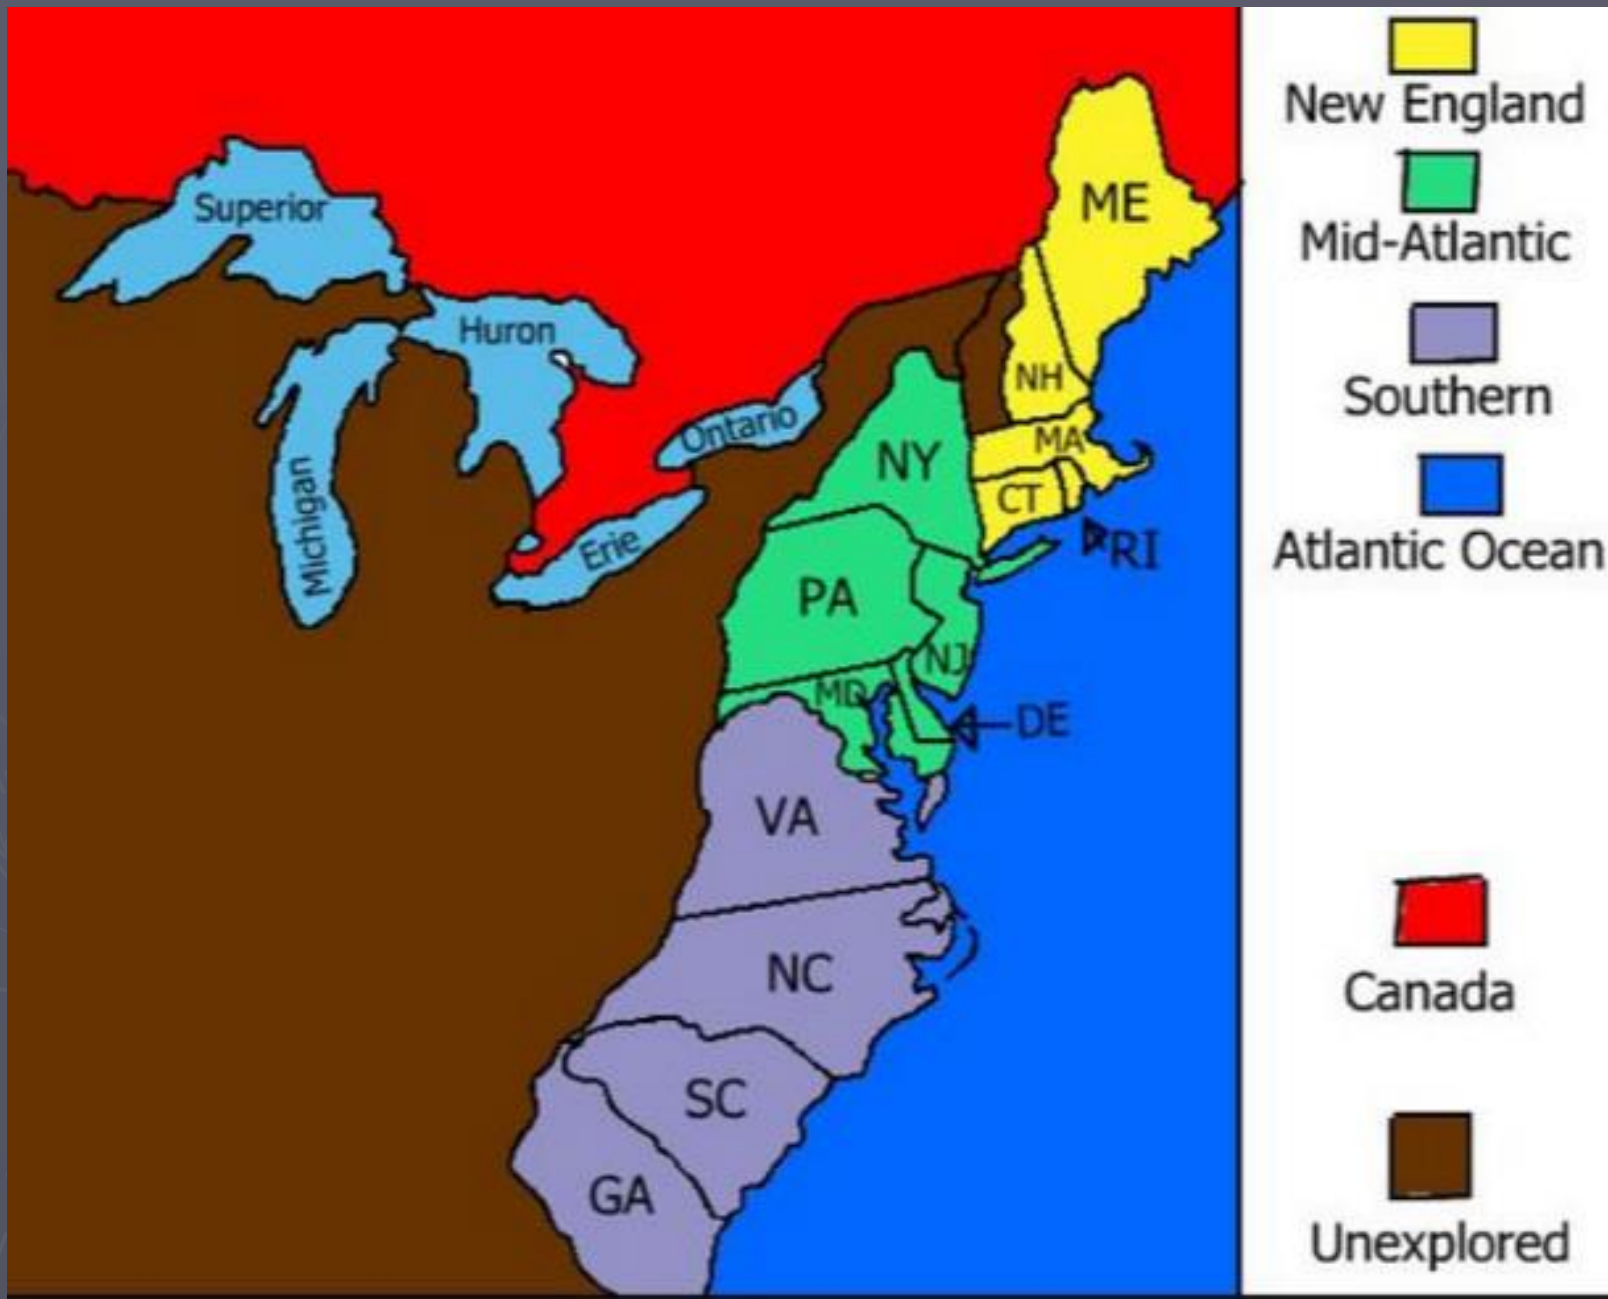 New England
Mid-Atlantic
Southern
Atlantic Ocean
Canada
Unexplored
Superior
Huron
Michigan
Ontario
Erie
ME
NH
MA
CT
RI
NY
PA
NJ
MD
DE
VA
NC
SC
GA